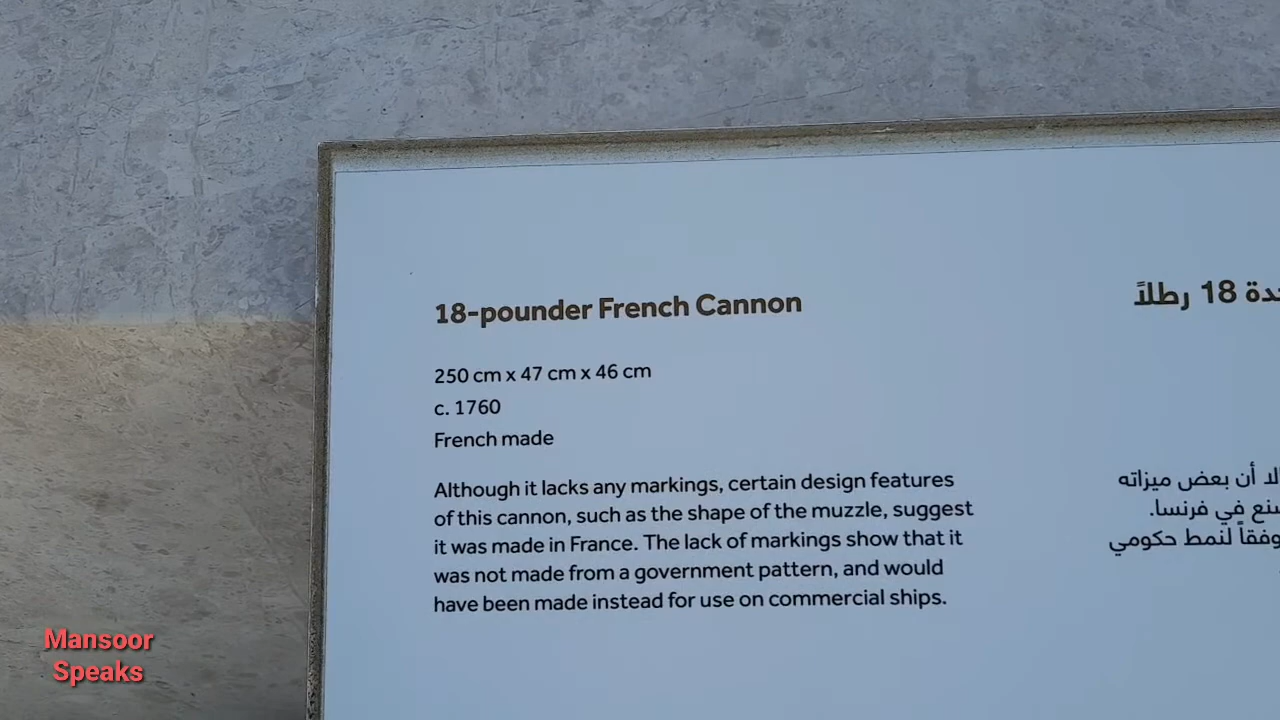 18-pounder French Cannon
250 cm x 47 cm x 46 cm
c. 1760
French made
Although it lacks any markings, certain design features
of this cannon, such as the shape of the muzzle, suggest
it was made in France. The lack of markings show that it
was not made from a government pattern, and would
have been made instead for use on commercial ships.
18 رطلاً
أن بعض ميزاته
في فرنسا.
لنمط حكومي
Mansoor
Speaks